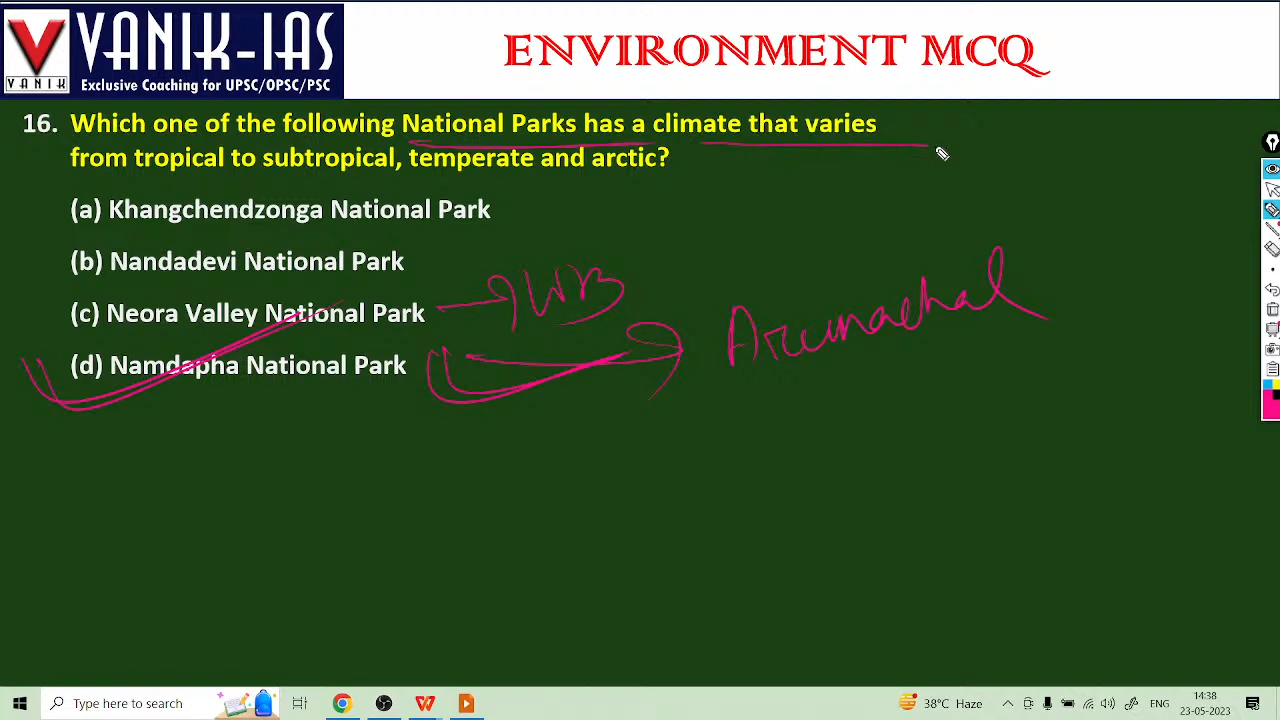 VANIK-IAS
VANIK
Exclusive Coaching for UPSC/OPSC/PSC
ENVIRONMENT MCQ
16. Which one of the following National Parks has a climate that varies
from tropical to subtropical, temperate and arctic?
(a) Khangchendzonga National Park
(b) Nandadevi National Park
(c) Neora Valley National Park → WB
(d) Namdapha National Park → Arunachal
Type here to search
38°C Haze
ENG
14:38
23-05-2023